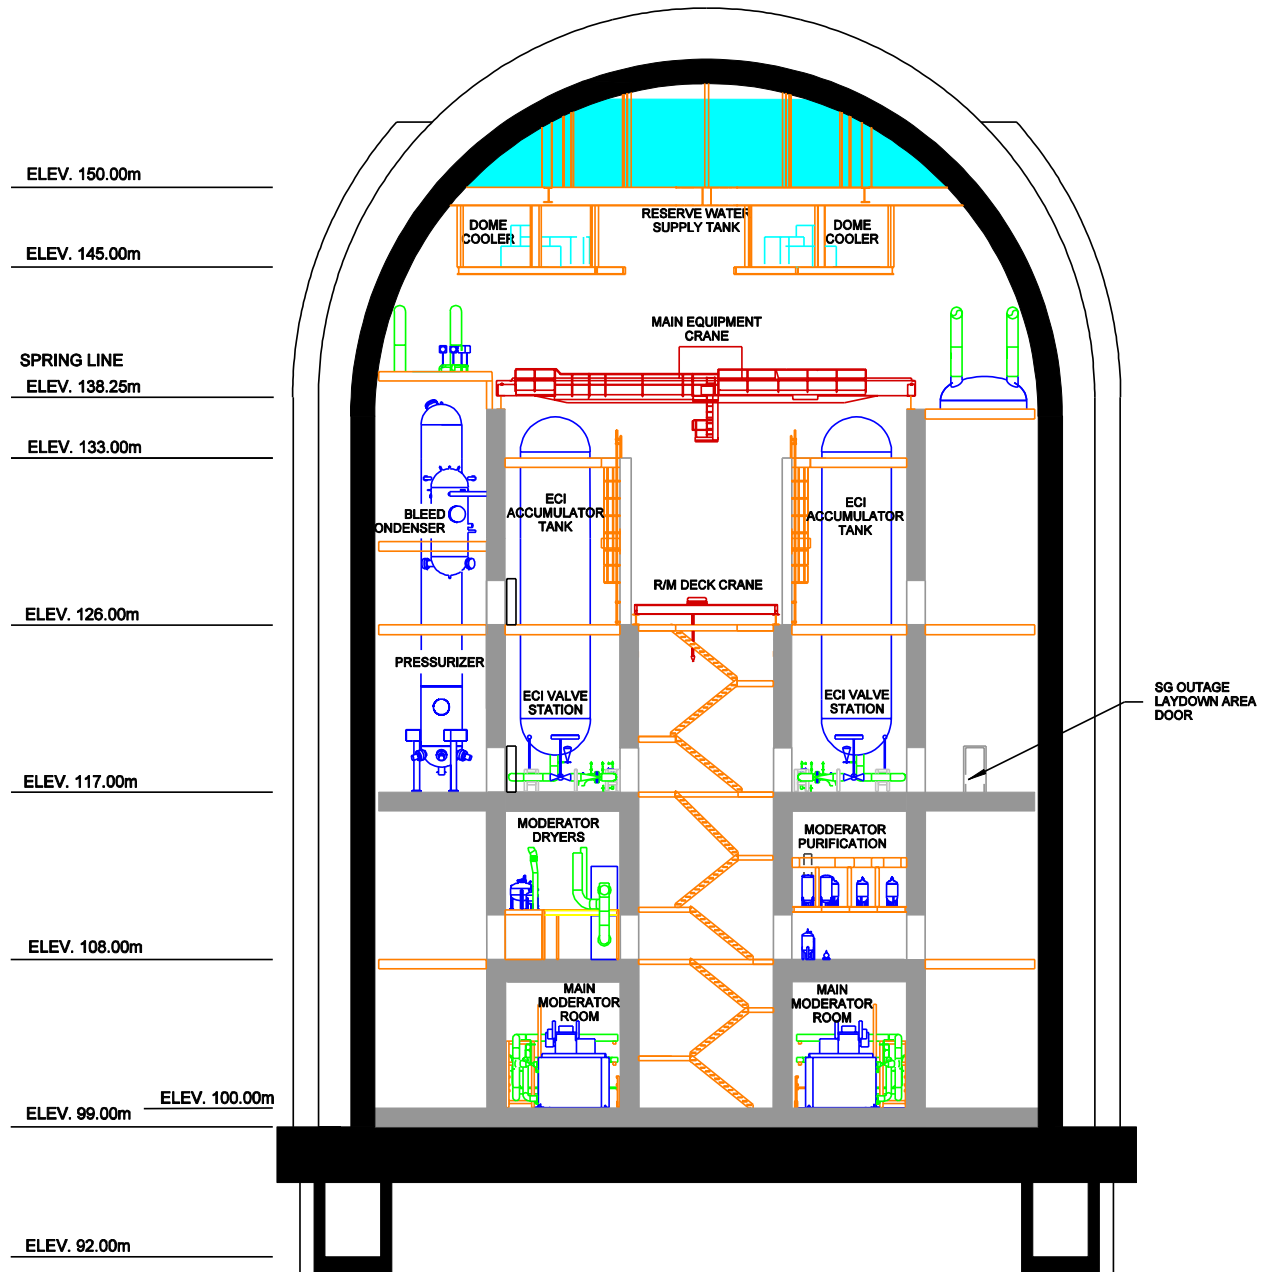 ELEV. 150.00m
RESERVE WATER
SUPPLY TANK
DOME
COOLER
DOME
COOLER
ELEV. 145.00m
MAIN EQUIPMENT
CRANE
SPRING LINE
ELEV. 138.25m
ELEV. 133.00m
ECI
ACCUMULATOR
TANK
ECI
ACCUMULATOR
TANK
BLEED
ONDENSER
R/M DECK CRANE
ELEV. 126.00m
PRESSURIZER
ECI VALVE
STATION
ECI VALVE
STATION
SG OUTAGE
LAYDOWN AREA
DOOR
ELEV. 117.00m
MODERATOR
DRYERS
MODERATOR
PURIFICATION
ELEV. 108.00m
MAIN
MODERATOR
ROOM
MAIN
MODERATOR
ROOM
ELEV. 100.00m
ELEV. 99.00m
ELEV. 92.00m